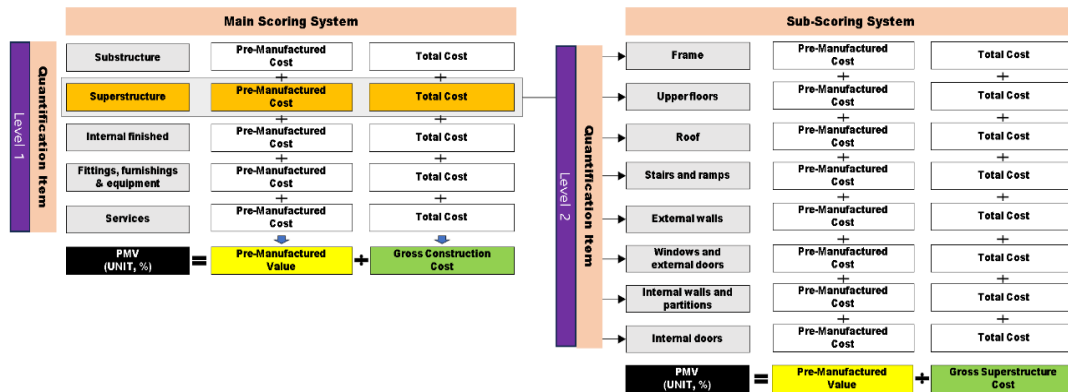 Main Scoring System
Level 1
Quantification Item
Substructure
Pre-Manufactured
Cost
Total Cost
+
+
Superstructure
Pre-Manufactured
Cost
Total Cost
+
+
Internal finished
Pre-Manufactured
Cost
Total Cost
+
+
Fittings, furnishings
& equipment
Pre-Manufactured
Cost
Total Cost
+
+
Services
Pre-Manufactured
Cost
Total Cost
PMV
(UNIT, %)
=
Pre-Manufactured
Value
+
Gross Construction
Cost
Sub-Scoring System
Level 2
Quantification Item
Frame
Pre-Manufactured
Cost
Total Cost
+
+
Upper floors
Pre-Manufactured
Cost
Total Cost
+
+
Roof
Pre-Manufactured
Cost
Total Cost
+
+
Stairs and ramps
Pre-Manufactured
Cost
Total Cost
+
+
External walls
Pre-Manufactured
Cost
Total Cost
+
+
Windows and
external doors
Pre-Manufactured
Cost
Total Cost
+
+
Internal walls and
partitions
Pre-Manufactured
Cost
Total Cost
+
+
Internal doors
Pre-Manufactured
Cost
Total Cost
PMV
(UNIT, %)
=
Pre-Manufactured
Value
+
Gross Superstructure
Cost